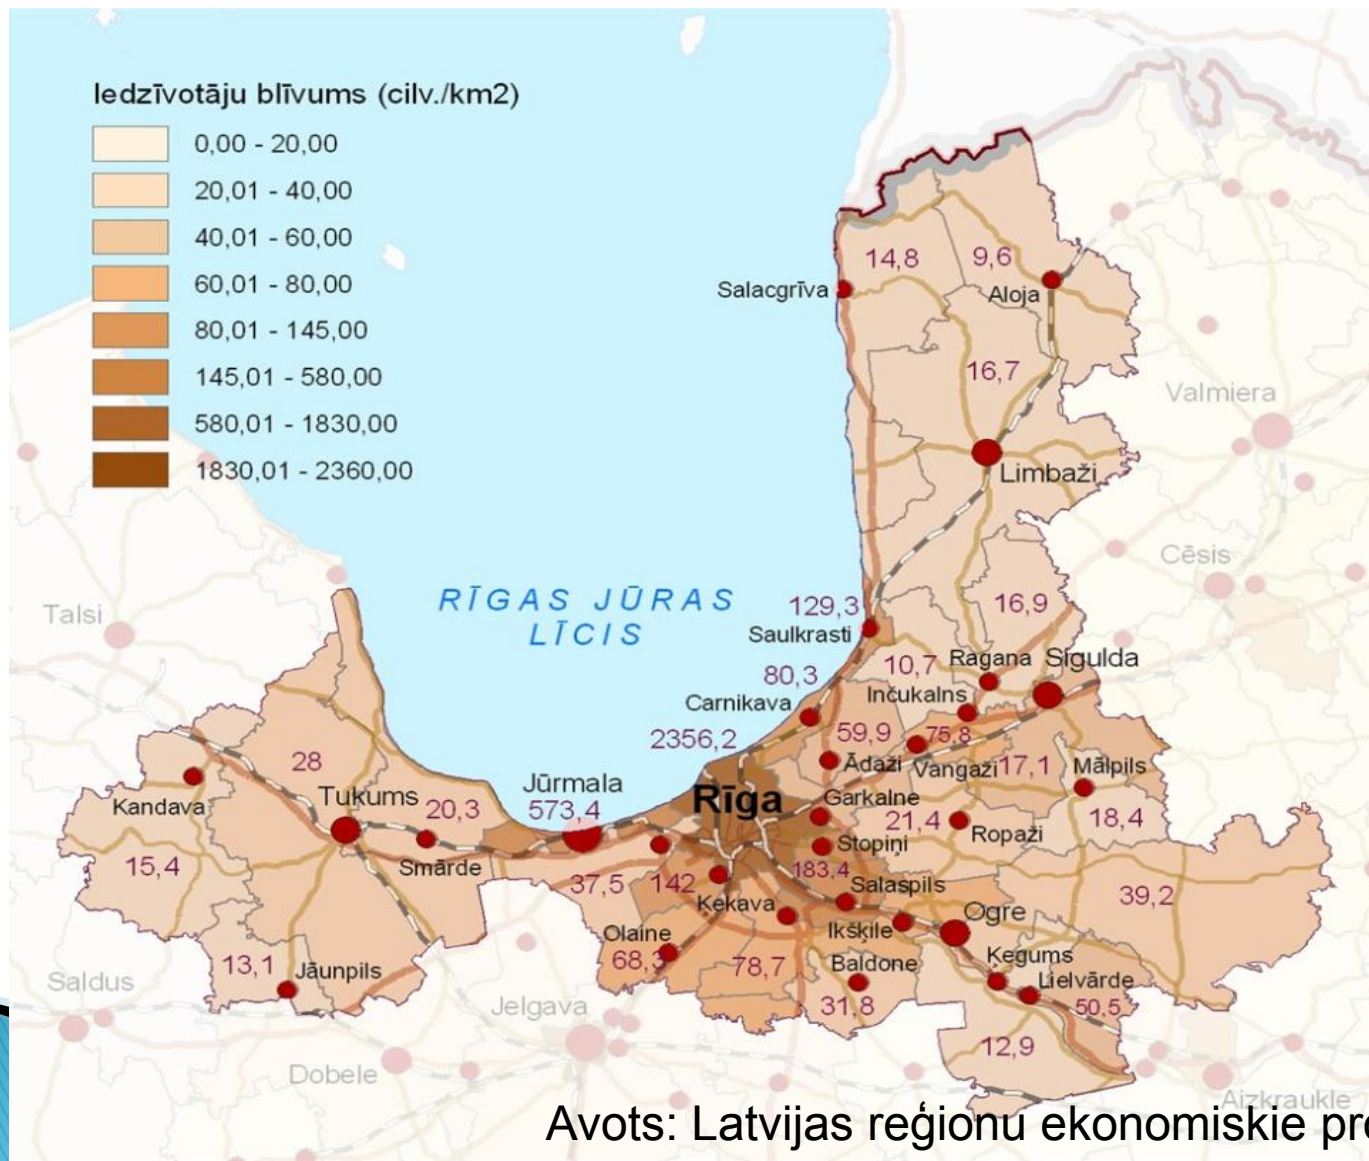 Iedzīvotāju blīvums (cilv./km2)
0,00 - 20,00
20,01 - 40,00
40,01 - 60,00
60,01 - 80,00
80,01 - 145,00
145,01 - 580,00
580,01 - 1830,00
1830,01 - 2360,00
14,8
9,6
Salacgrīva
Aloja
16,7
Valmiera
Limbaži
Cēsis
RĪGAS JŪRAS
LĪCIS
Talsi
129,3
16,9
Saulkrasti
10,7
Ragana
Sigulda
80,3
Inčukalns
Carnikava
2356,2
59,9
75,8
28
Ādaži
Vangaži
17,1
Mālpils
Jūrmala
573,4
Rīga
Kandava
Tukums
20,3
Garkalne
21,4
Ropaži
18,4
Stopiņi
15,4
Smārde
37,5
142
183,4
Salaspils
39,2
Ķekava
Ikšķile
Ogre
Olaine
68,3
78,7
Baldone
Ķegums
13,1
Jāunpils
Lielvārde
Saldus
31,8
50,5
Jelgava
12,9
Dobele
Aizkraukle
Avots: Latvijas reģionu ekonomiskie pro